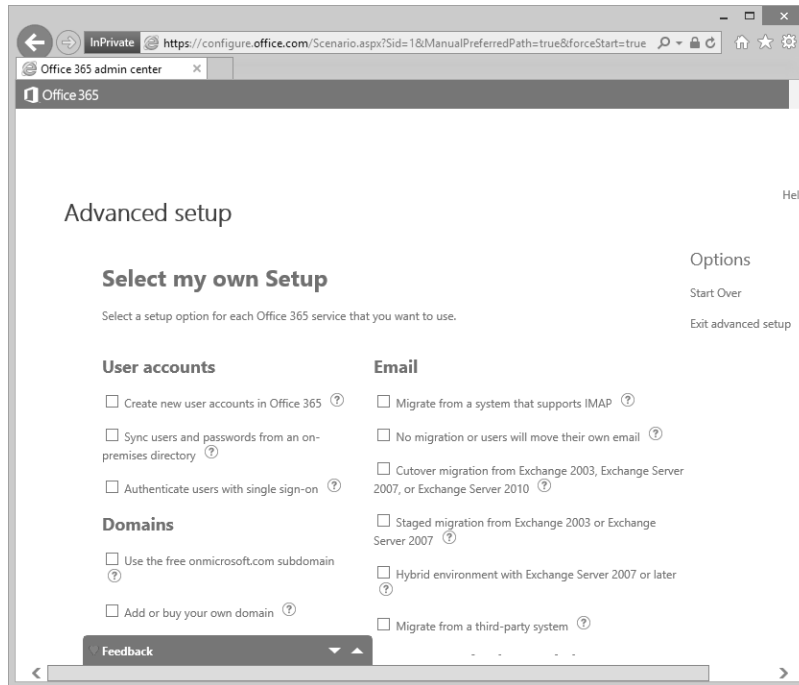 InPrivate https://configure.office.com/Scenario.aspx?Sid=1&ManualPreferredPath=true&forceStart=true
Office 365 admin center
Office 365
Advanced setup
Select my own Setup
Select a setup option for each Office 365 service that you want to use.
User accounts
Create new user accounts in Office 365 ?
Sync users and passwords from an on-
premises directory ?
Authenticate users with single sign-on ?
Domains
Use the free onmicrosoft.com subdomain
?
Add or buy your own domain ?
Email
Migrate from a system that supports IMAP ?
No migration or users will move their own email ?
Cutover migration from Exchange 2003, Exchange Server
2007, or Exchange Server 2010 ?
Staged migration from Exchange 2003 or Exchange
Server 2007 ?
Hybrid environment with Exchange Server 2007 or later
?
Migrate from a third-party system ?
Hel
Options
Start Over
Exit advanced setup
Feedback